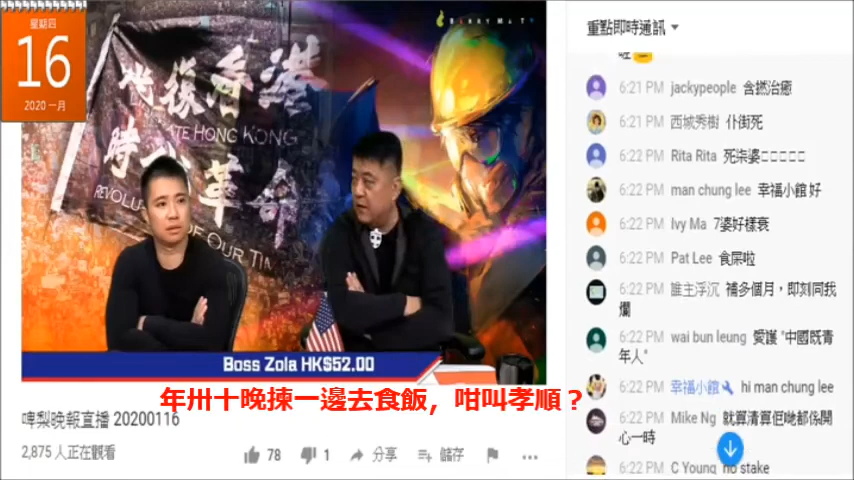 星期四
16
2020 一月
BARRY MA TV
光復香港
LIBERATE HONG KONG
時代革命
REVOLUTION OF OUR TIMES
Boss Zola HK$52.00
年卅十晚揀一邊去食飯，咁叫孝順？
啤梨晚報直播 20200116
2,875 人正在觀看
78
1
分享
儲存
重點即時通訊
6:21 PM jackypeople 含撚治癒
6:21 PM 西城秀樹 仆街死
6:22 PM Rita Rita 死柒婆□□□□□
6:22 PM man chung lee 幸福小館 好
6:22 PM Ivy Ma 7婆好樣衰
6:22 PM Pat Lee 食屎啦
6:22 PM 誰主浮沉 補多個月，即刻同我
爛
6:22 PM wai bun leung 愛護 "中國既青
年人"
6:22 PM 幸福小館 hi man chung lee
6:22 PM Mike Ng 就算清算佢哋都係開
心一時
6:22 PM C Young no stake